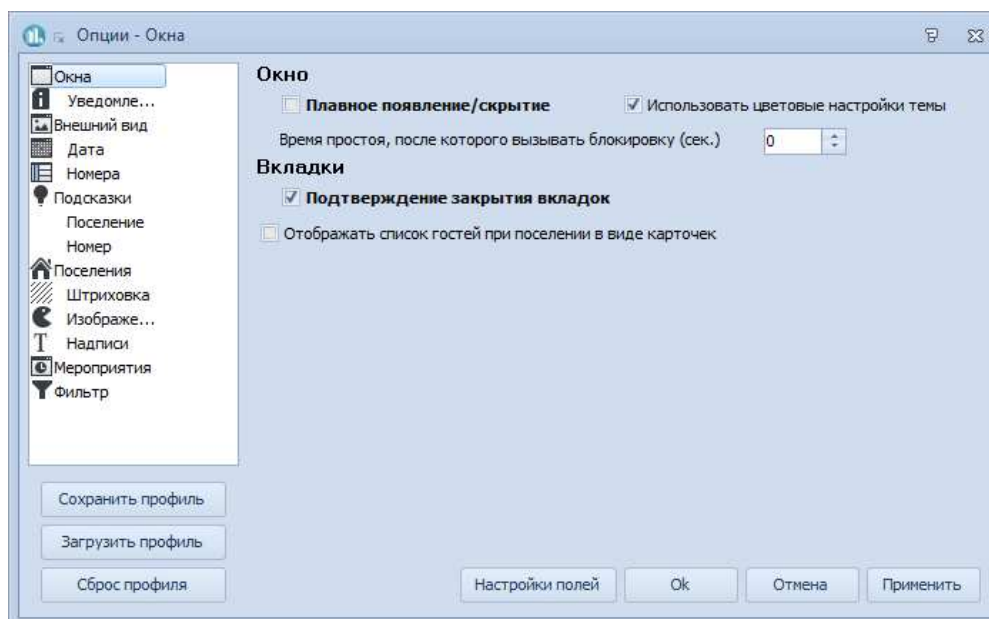 Опции - Окна
Окна
Уведомле...
Внешний вид
Дата
Номера
Подсказки
Поселение
Номер
Поселения
Штриховка
Изображе...
Надписи
Мероприятия
Фильтр
Сохранить профиль
Загрузить профиль
Сброс профиля
Окно
Плавное появление/скрытие
Использовать цветовые настройки темы
Время простоя, после которого вызывать блокировку (сек.)
0
Вкладки
Подтверждение закрытия вкладок
Отображать список гостей при поселении в виде карточек
Настройки полей
Ok
Отмена
Применить